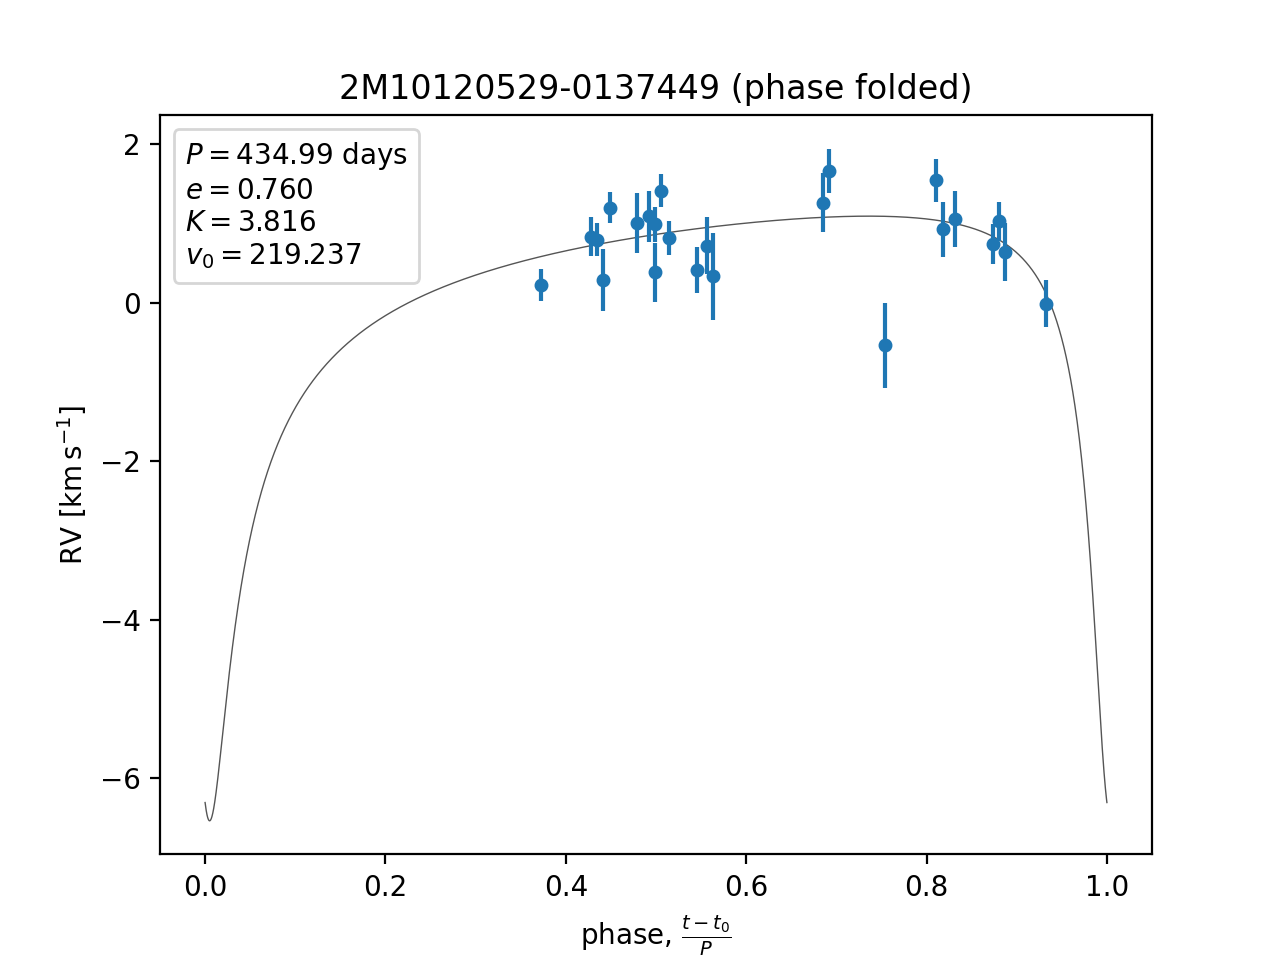 2M10120529-0137449 (phase folded)
P = 434.99 days
e = 0.760
K = 3.816
v₀ = 219.237
2
0
−2
−4
−6
RV [km s⁻¹]
0.0 0.2 0.4 0.6 0.8 1.0
phase, (t − t₀)/P